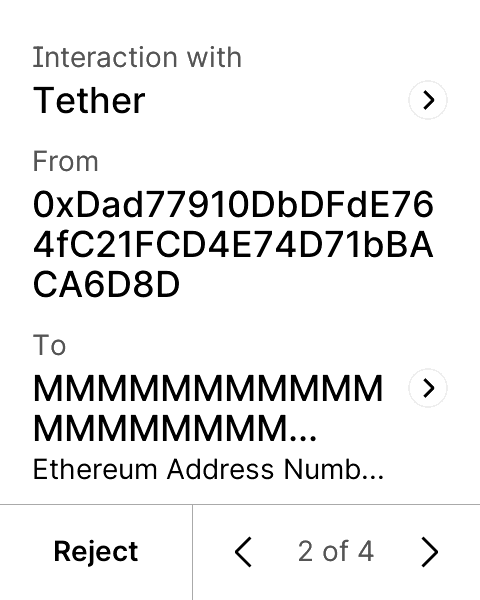 Interaction with
Tether
From
0xDad77910DbDFdE76
4fC21FCD4E74D71bBA
CA6D8D
To
MMMMMMMMMMM
MMMMMMMM...
Ethereum Address Numb...
Reject
2 of 4